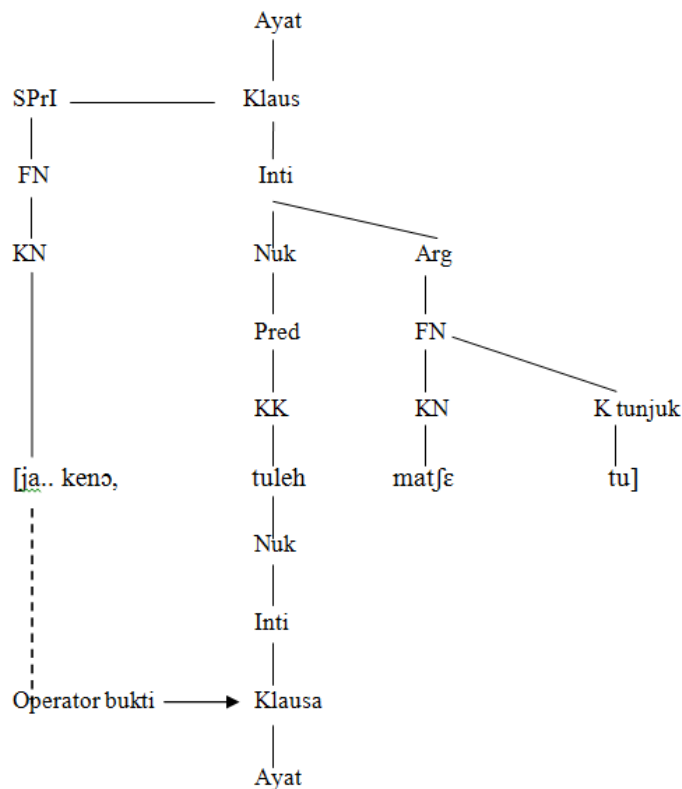 Ayat
SPrI Klaus
FN Inti
KN Nuk Arg
Pred FN
KK KN K tunjuk
[ja.. kenɔ, tuleh matʃɛ tu]
Nuk
Inti
Operator bukti Klausa
Ayat